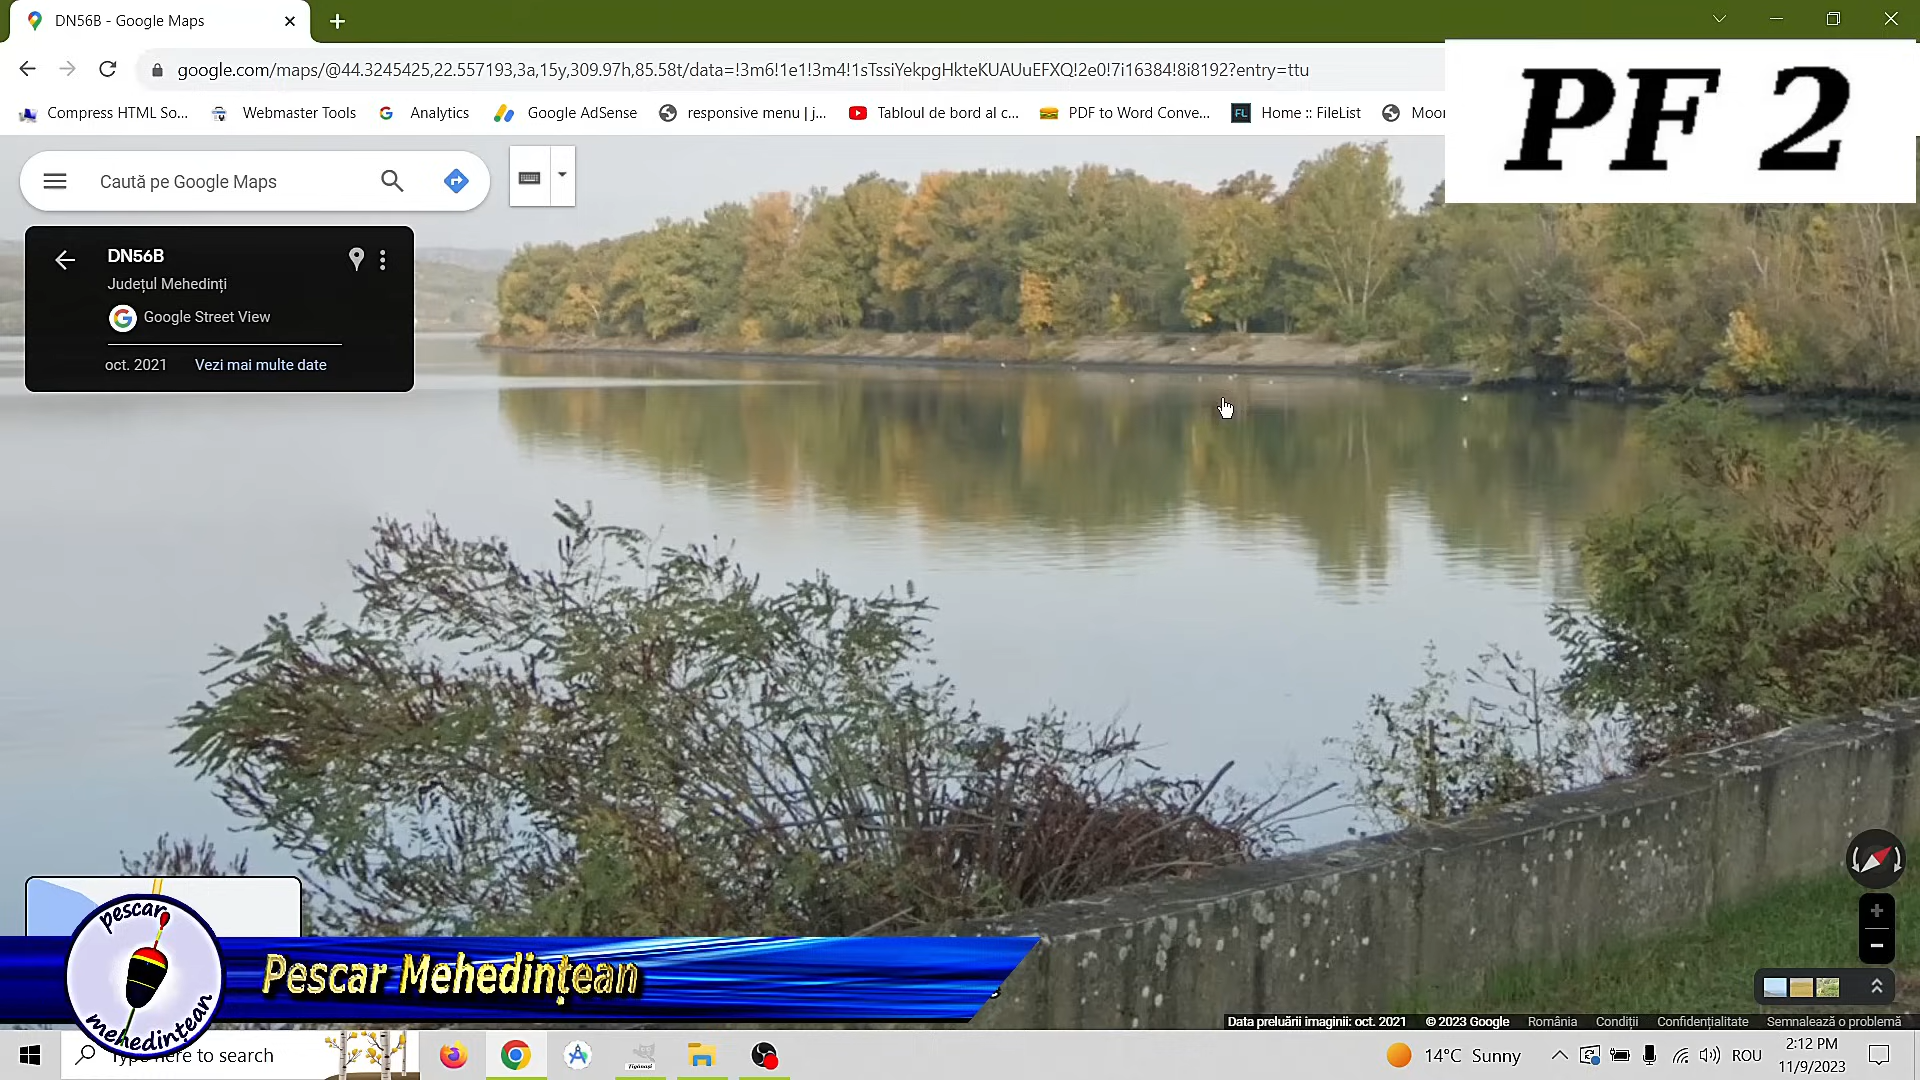 DN56B - Google Maps
google.com/maps/@44.3245425,22.557193,3a,15y,309.97h,85.58t/data=!3m6!1e1!3m4!1sTssiYekpgHkteKUAUuEFXQ!2e0!7i16384!8i8192?entry=ttu
PF 2
Compress HTML So... Webmaster Tools Analytics Google AdSense responsive menu | j... Tabloul de bord al c... PDF to Word Conve... FL Home :: FileList Moon
Caută pe Google Maps
DN56B
Județul Mehedinți
Google Street View
oct. 2021 Vezi mai multe date
pescar
mehedințean
Pescar Mehedințean
Data preluării imaginii: oct. 2021 © 2023 Google România Condiții Confidențialitate Semnalează o problemă
Type here to search
14°C Sunny ROU
2:12 PM
11/9/2023